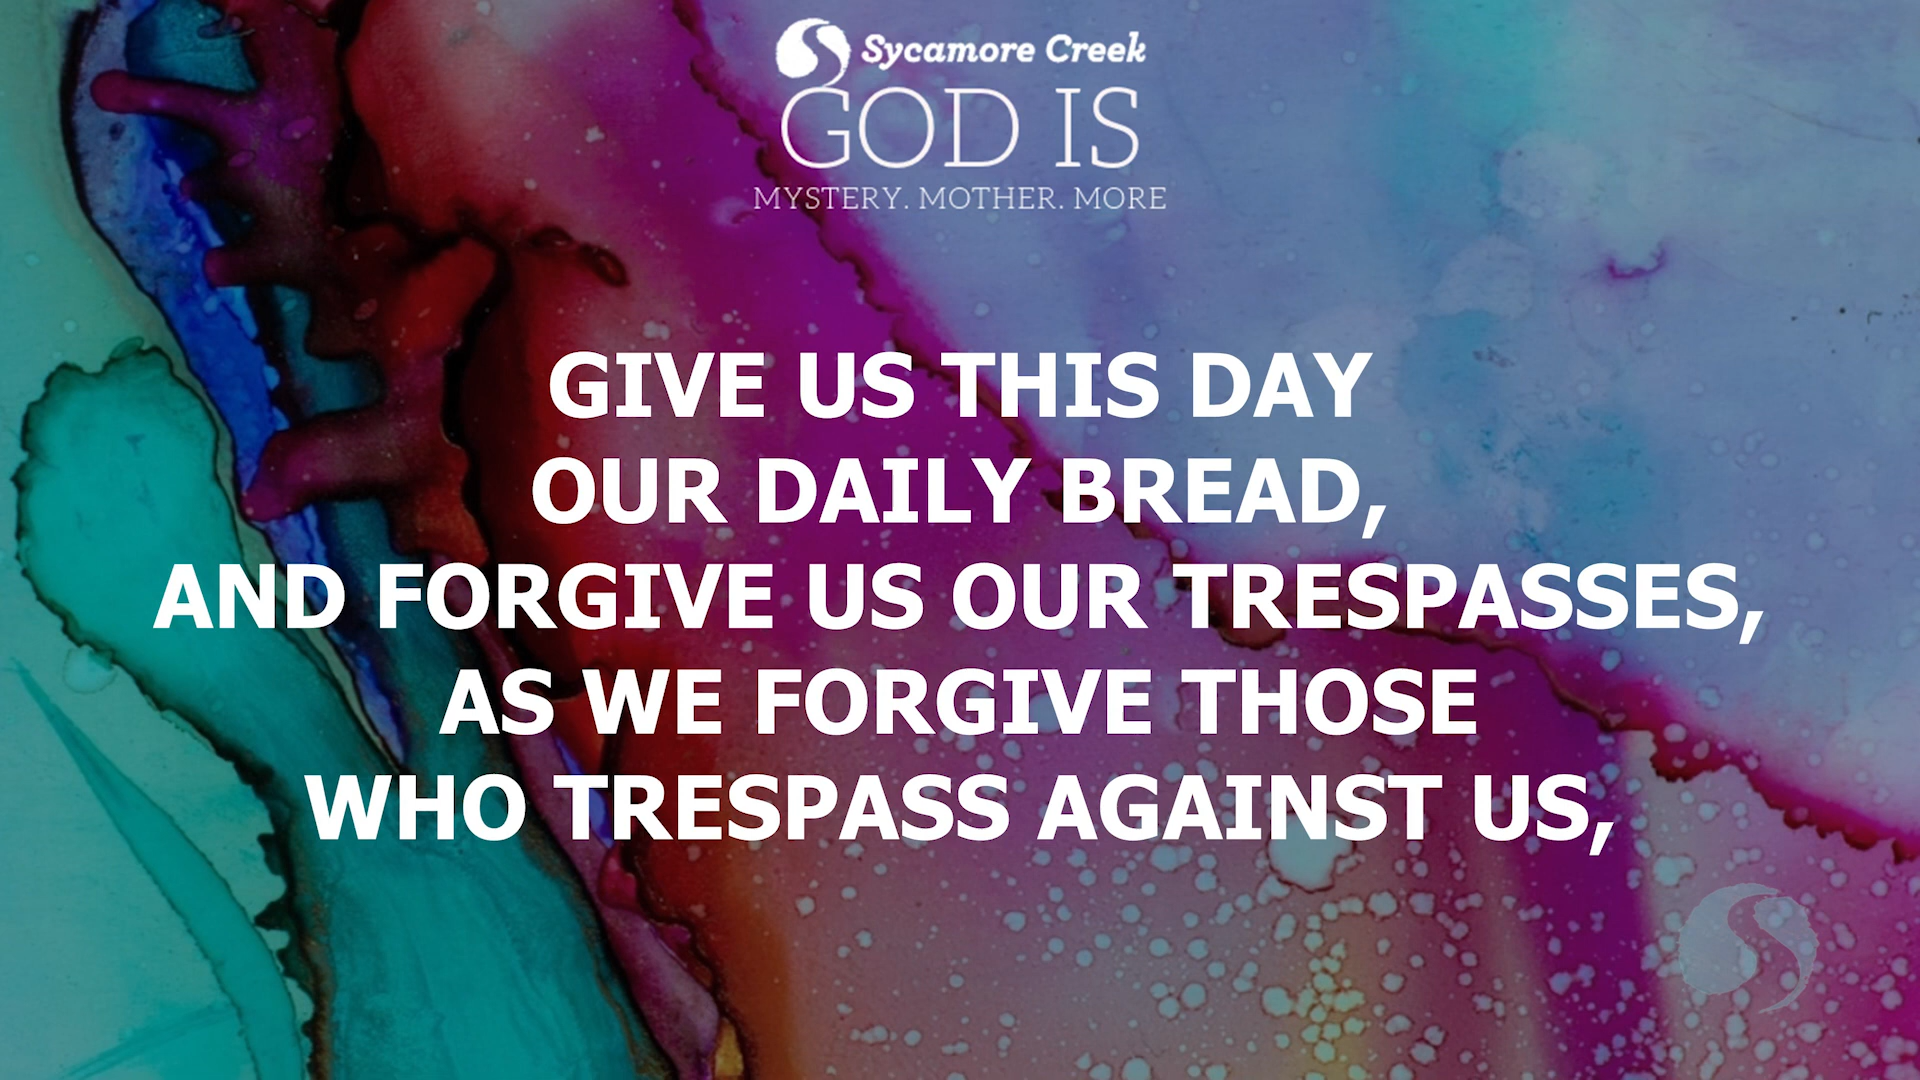 Sycamore Creek
GOD IS
MYSTERY. MOTHER. MORE
GIVE US THIS DAY
OUR DAILY BREAD,
AND FORGIVE US OUR TRESPASSES,
AS WE FORGIVE THOSE
WHO TRESPASS AGAINST US,